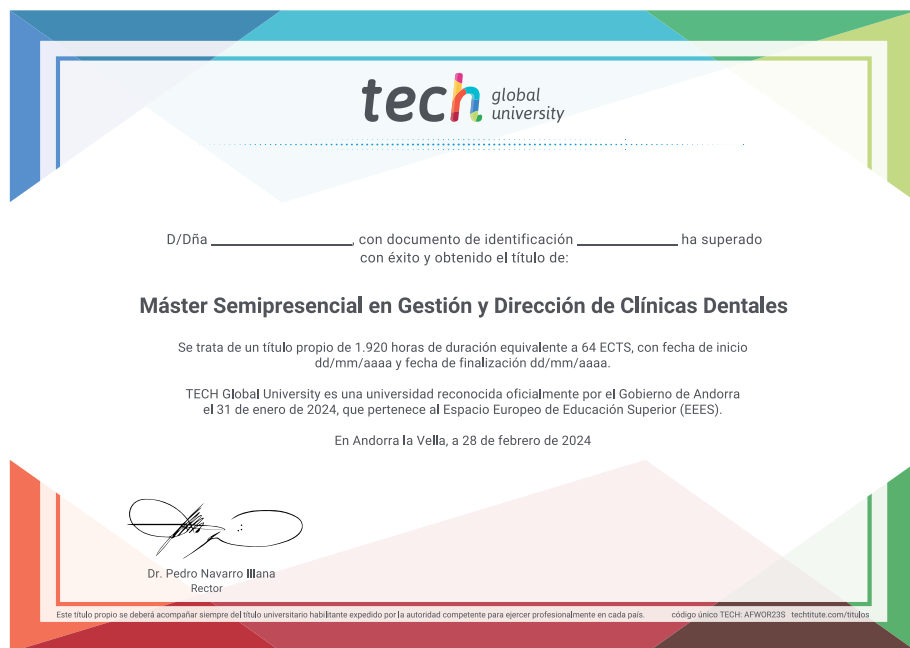 tech global university
D/Dña ______________, con documento de identificación __________ ha superado
con éxito y obtenido el título de:
Máster Semipresencial en Gestión y Dirección de Clínicas Dentales
Se trata de un título propio de 1.920 horas de duración equivalente a 64 ECTS, con fecha de inicio
dd/mm/aaaa y fecha de finalización dd/mm/aaaa.
TECH Global University es una universidad reconocida oficialmente por el Gobierno de Andorra
el 31 de enero de 2024, que pertenece al Espacio Europeo de Educación Superior (EEES).
En Andorra la Vella, a 28 de febrero de 2024
Dr. Pedro Navarro Illana
Rector
Este título propio se deberá acompañar siempre del título universitario habilitante expedido por la autoridad competente para ejercer profesionalmente en cada país. código único TECH: AFWOR23S techtitute.com/titulos